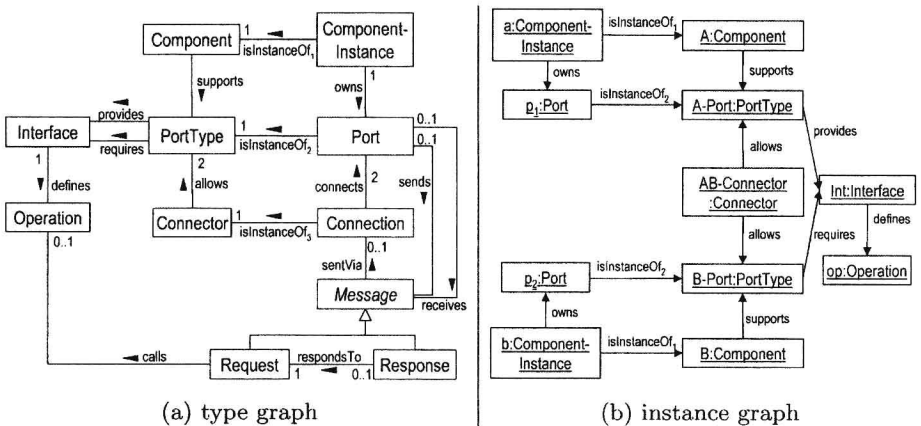 Component
1
isInstanceOf₁
Component-
Instance
1
supports
owns
provides
Interface
requires
PortType
1
isInstanceOf₂
Port
0..1
0..1
1
2
2
sends
defines
allows
connects
Operation
0..1
Connector
1
isInstanceOf₃
Connection
0..1
sentVia
Message
receives
calls
Request
respondsTo
1
0..1
Response
(a) type graph
a:Component-
Instance
isInstanceOf₁
A:Component
owns
supports
p₁:Port
isInstanceOf₂
A-Port:PortType
provides
allows
AB-Connector
:Connector
Int:Interface
defines
allows
requires
op:Operation
p₂:Port
isInstanceOf₂
B-Port:PortType
owns
supports
b:Component-
Instance
isInstanceOf₁
B:Component
(b) instance graph